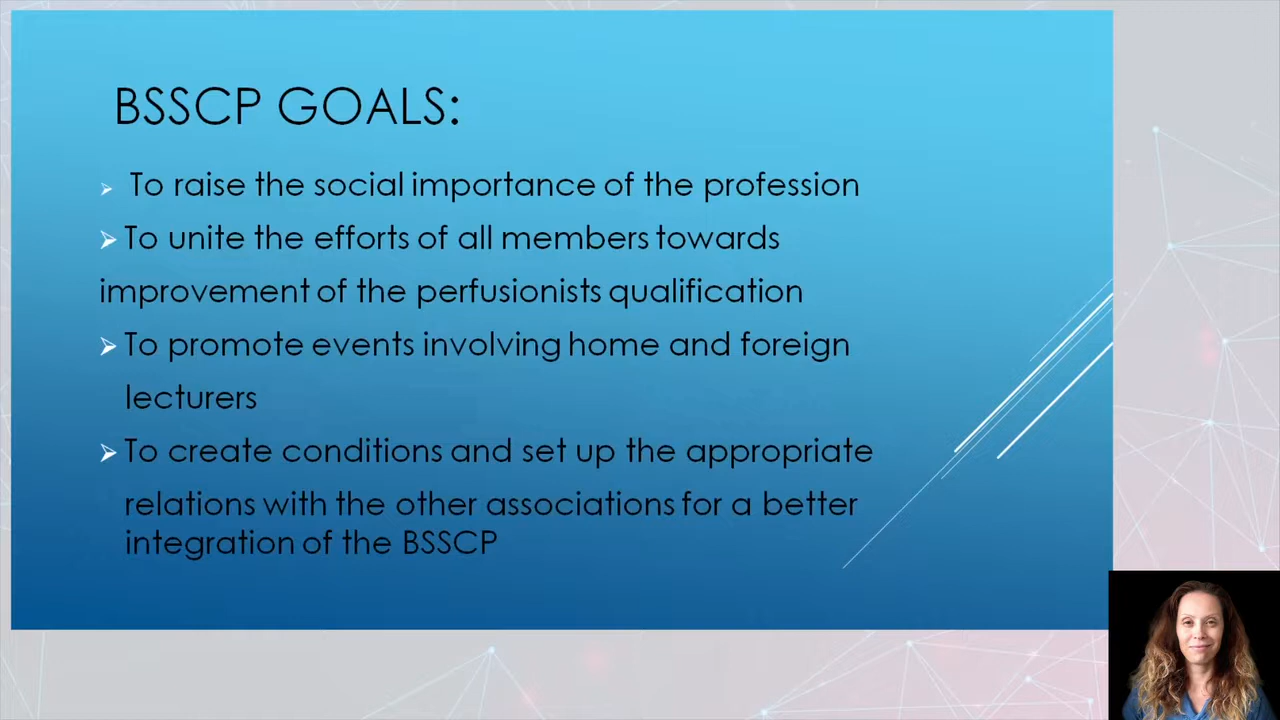 BSSCP GOALS:
➢ To raise the social importance of the profession
➢ To unite the efforts of all members towards
improvement of the perfusionists qualification
➢ To promote events involving home and foreign
lecturers
➢ To create conditions and set up the appropriate
relations with the other associations for a better
integration of the BSSCP